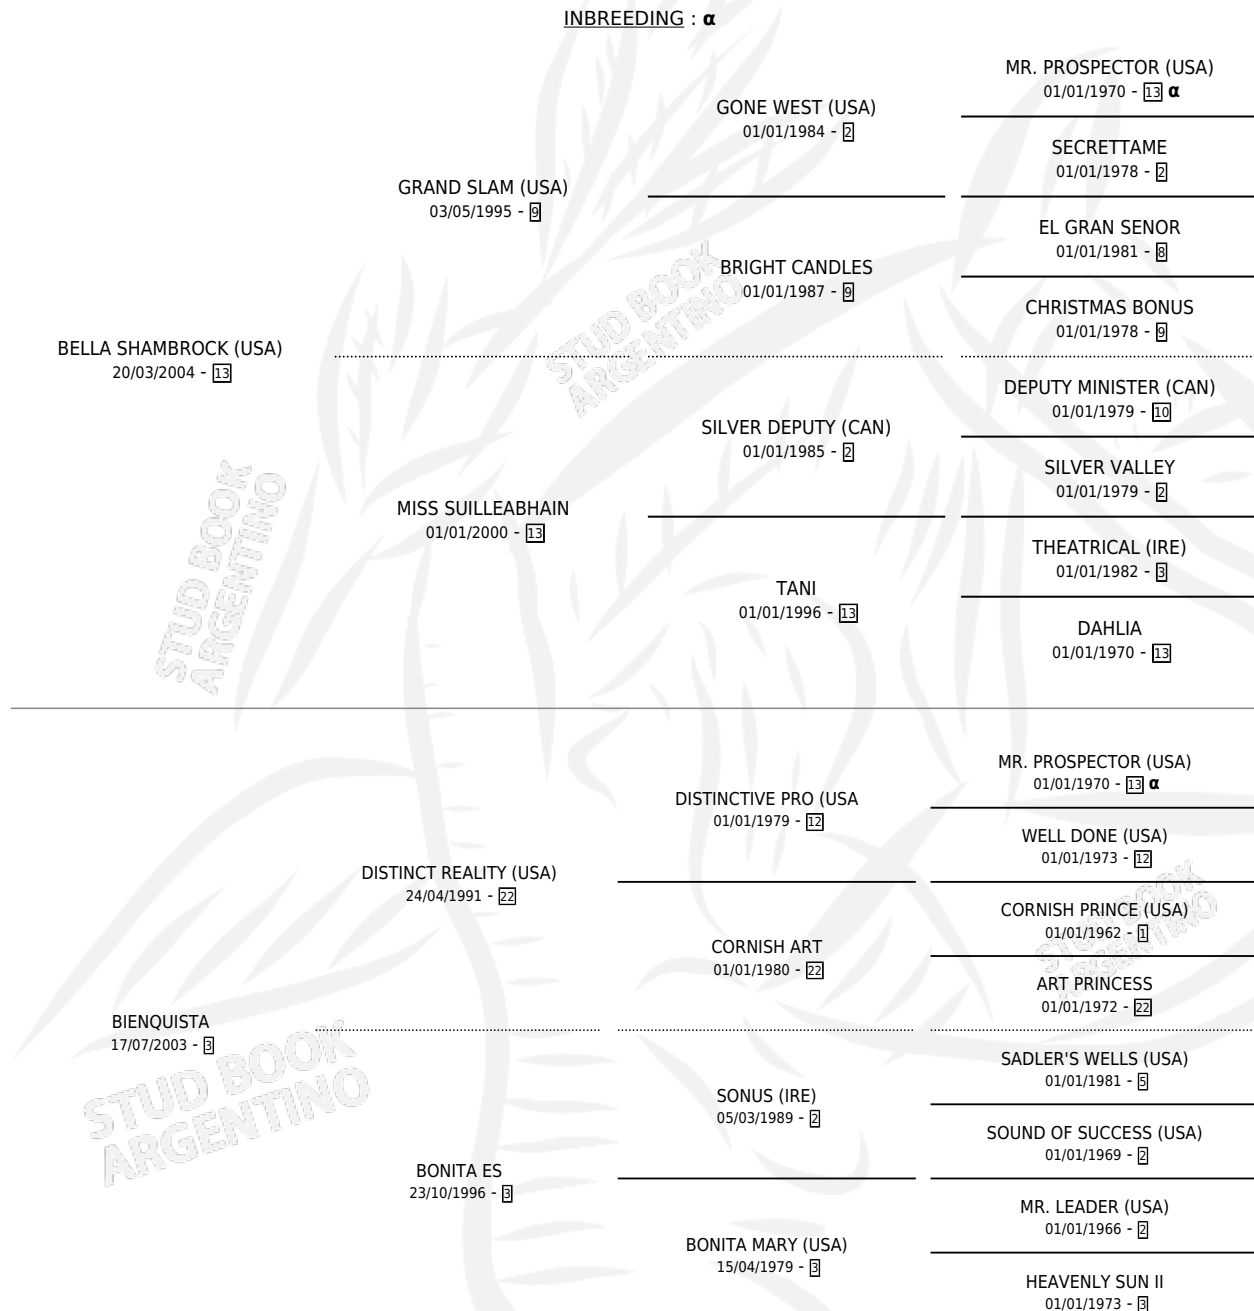 INBREEDING : α
MR. PROSPECTOR (USA)
01/01/1970 - 13 α
GONE WEST (USA)
01/01/1984 - 2
SECRETTAME
01/01/1978 - 2
GRAND SLAM (USA)
03/05/1995 - 9
EL GRAN SENOR
01/01/1981 - 8
BRIGHT CANDLES
01/01/1987 - 9
CHRISTMAS BONUS
01/01/1978 - 9
BELLA SHAMBROCK (USA)
20/03/2004 - 13
DEPUTY MINISTER (CAN)
01/01/1979 - 10
SILVER DEPUTY (CAN)
01/01/1985 - 2
SILVER VALLEY
01/01/1979 - 2
MISS SUILLEABHAIN
01/01/2000 - 13
THEATRICAL (IRE)
01/01/1982 - 3
TANI
01/01/1996 - 13
DAHLIA
01/01/1970 - 13
MR. PROSPECTOR (USA)
01/01/1970 - 13 α
DISTINCTIVE PRO (USA
01/01/1979 - 12
WELL DONE (USA)
01/01/1973 - 12
DISTINCT REALITY (USA)
24/04/1991 - 22
CORNISH PRINCE (USA)
01/01/1962 - 1
CORNISH ART
01/01/1980 - 22
ART PRINCESS
01/01/1972 - 22
BIENQUISTA
17/07/2003 - 3
SADLER'S WELLS (USA)
01/01/1981 - 5
SONUS (IRE)
05/03/1989 - 2
SOUND OF SUCCESS (USA)
01/01/1969 - 2
BONITA ES
23/10/1996 - 3
MR. LEADER (USA)
01/01/1966 - 2
BONITA MARY (USA)
15/04/1979 - 3
HEAVENLY SUN II
01/01/1973 - 3
STUD BOOK
ARGENTINO
STUD BOOK
ARGENTINO
STUD BOOK
ARGENTINO
STUD BOOK
ARGENTINO